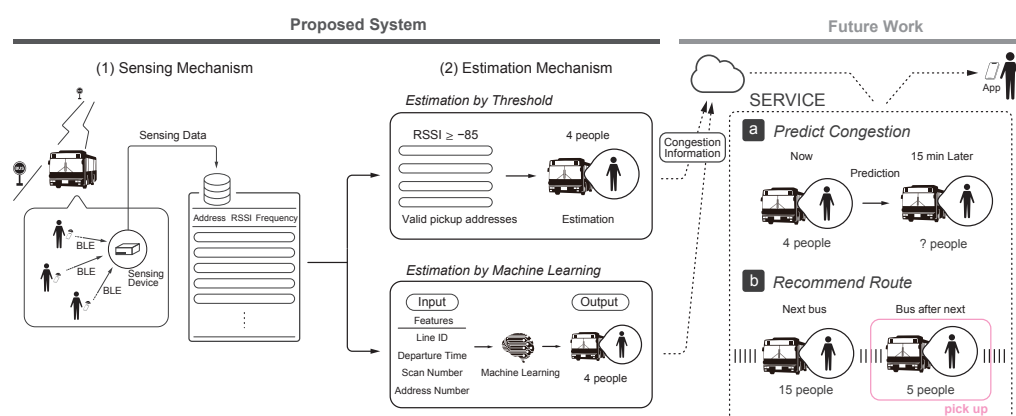 Proposed System
Future Work
(1) Sensing Mechanism
(2) Estimation Mechanism
BUS
Sensing Data
BLE
BLE
BLE
Sensing
Device
Address RSSI Frequency
Estimation by Threshold
RSSI ≥ −85
4 people
Valid pickup addresses
Estimation
Estimation by Machine Learning
Input
Output
Features
Line ID
Departure Time
Scan Number
Address Number
Machine Learning
4 people
Congestion
Information
App
SERVICE
a Predict Congestion
Now
15 min Later
Prediction
4 people
? people
b Recommend Route
Next bus
Bus after next
15 people
5 people
pick up